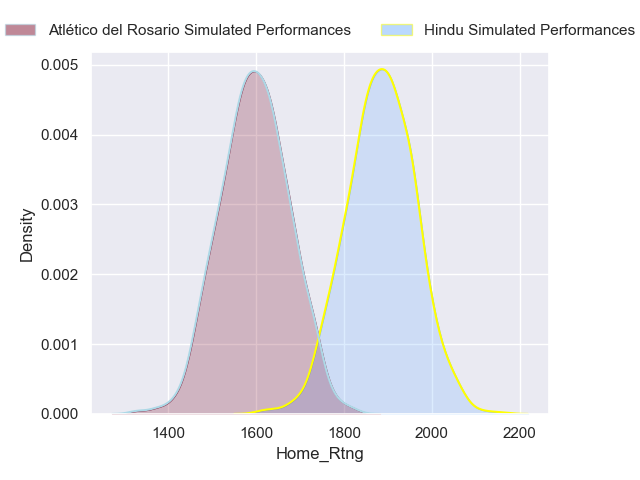 Atlético del Rosario Simulated Performances
Hindu Simulated Performances
0.005
0.004
0.003
0.002
0.001
0.000
Density
1400 1600 1800 2000 2200
Home_Rtng